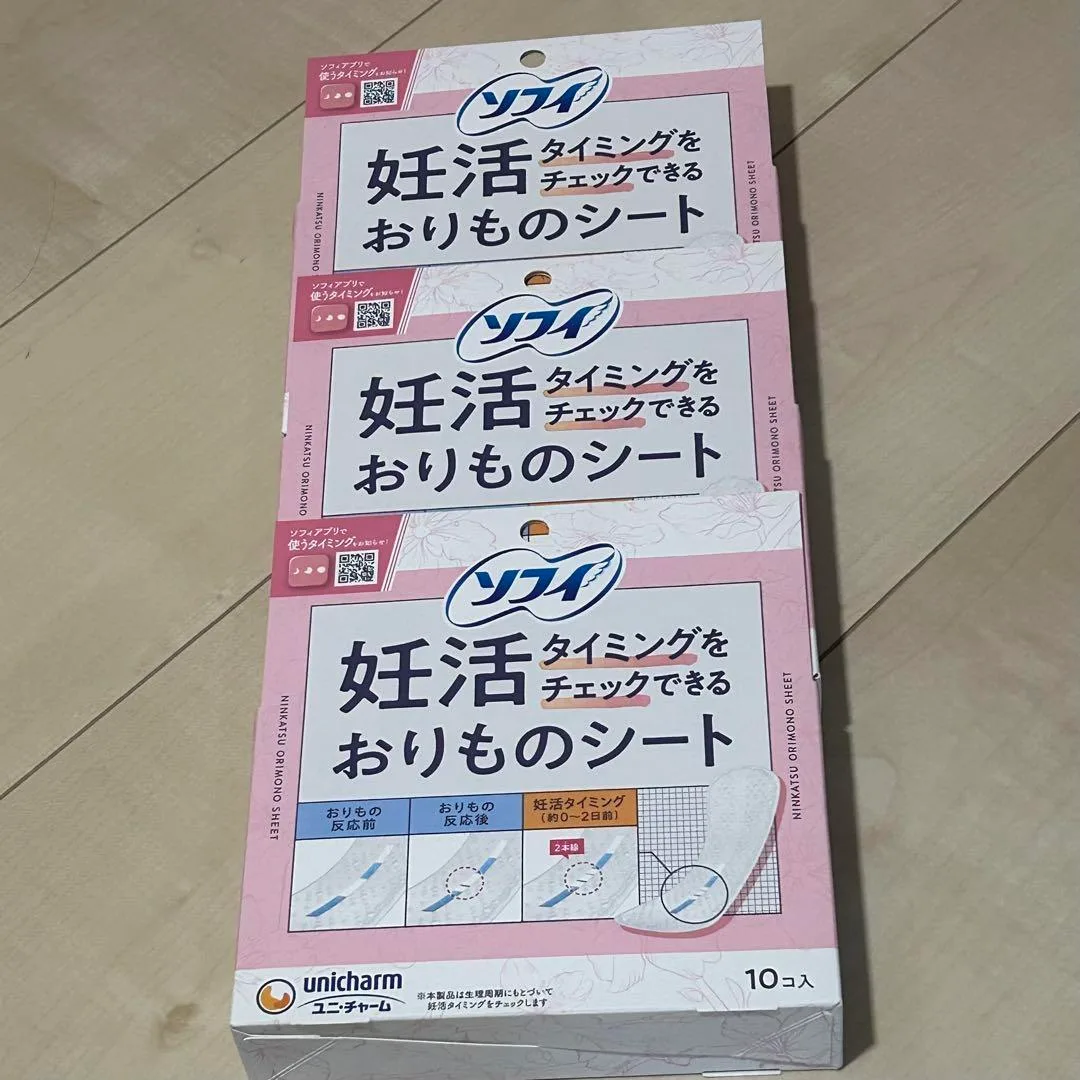 ソフィアプリで
使うタイミングをお知らせ!
ソフィ
妊活 タイミングを
チェックできる
おりものシート
NINKATSU ORIMONO
TSU ORIMONO SHEET
ソフィアプリで
使うタイミングをお知らせ!
ソフィ
妊活 タイミングを
チェックできる
おりものシート
NINKATSU ORIMONO
TSU ORIMONO SHEET
ソフィアプリで
使うタイミングをお知らせ!
ソフィ
妊活 タイミングを
チェックできる
おりものシート
NINKATSU ORIMONO SHEET
NINKATSU ORIMONO SHEET
おりもの
反応前
おりもの
反応後
妊活タイミング
(約0〜2日前)
2本線
unicharm
ユニ・チャーム
※本製品は生理周期にもとづいて
妊活タイミングをチェックします
10コ入